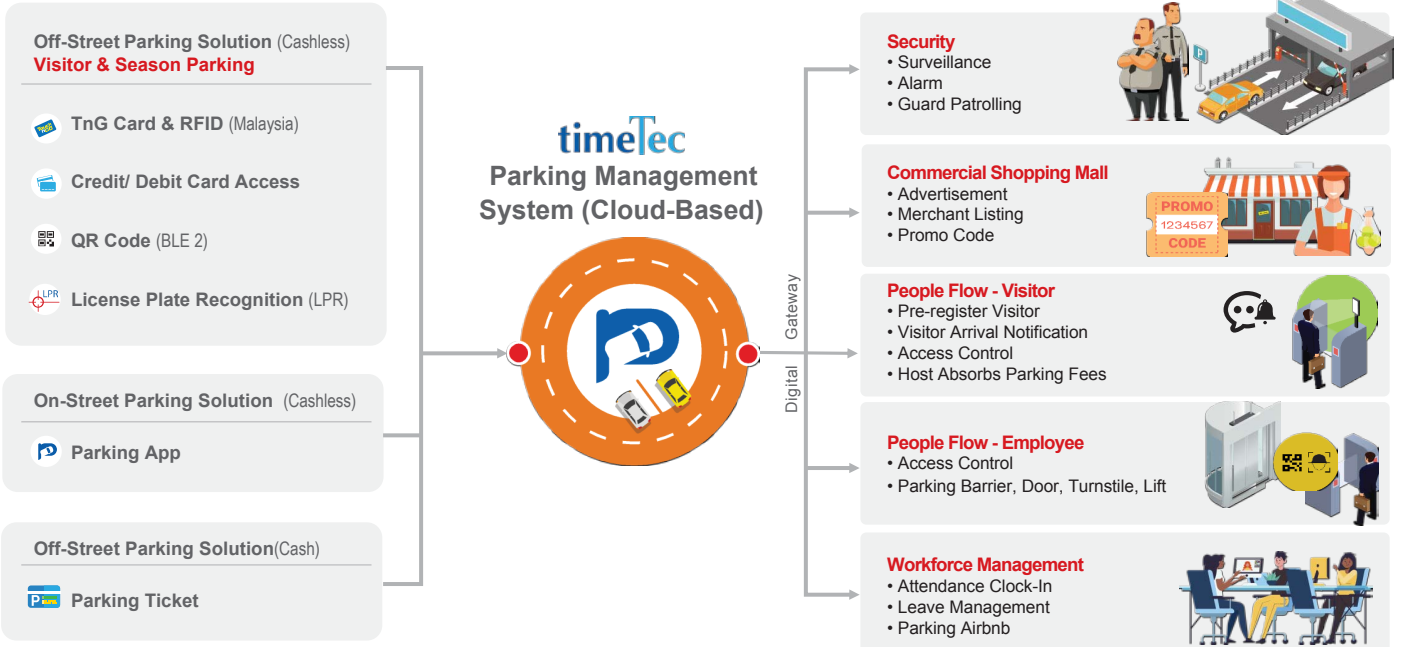 Off-Street Parking Solution (Cashless)
Visitor & Season Parking
TnG Card & RFID (Malaysia)
Credit/ Debit Card Access
QR Code (BLE 2)
LPR
License Plate Recognition (LPR)
On-Street Parking Solution (Cashless)
Parking App
Off-Street Parking Solution(Cash)
P
Parking Ticket
timeTec
Parking Management
System (Cloud-Based)
P
Digital Gateway
Security
• Surveillance
• Alarm
• Guard Patrolling
P
Commercial Shopping Mall
• Advertisement
• Merchant Listing
• Promo Code
PROMO
1234567
CODE
People Flow - Visitor
• Pre-register Visitor
• Visitor Arrival Notification
• Access Control
• Host Absorbs Parking Fees
People Flow - Employee
• Access Control
• Parking Barrier, Door, Turnstile, Lift
Workforce Management
• Attendance Clock-In
• Leave Management
• Parking Airbnb